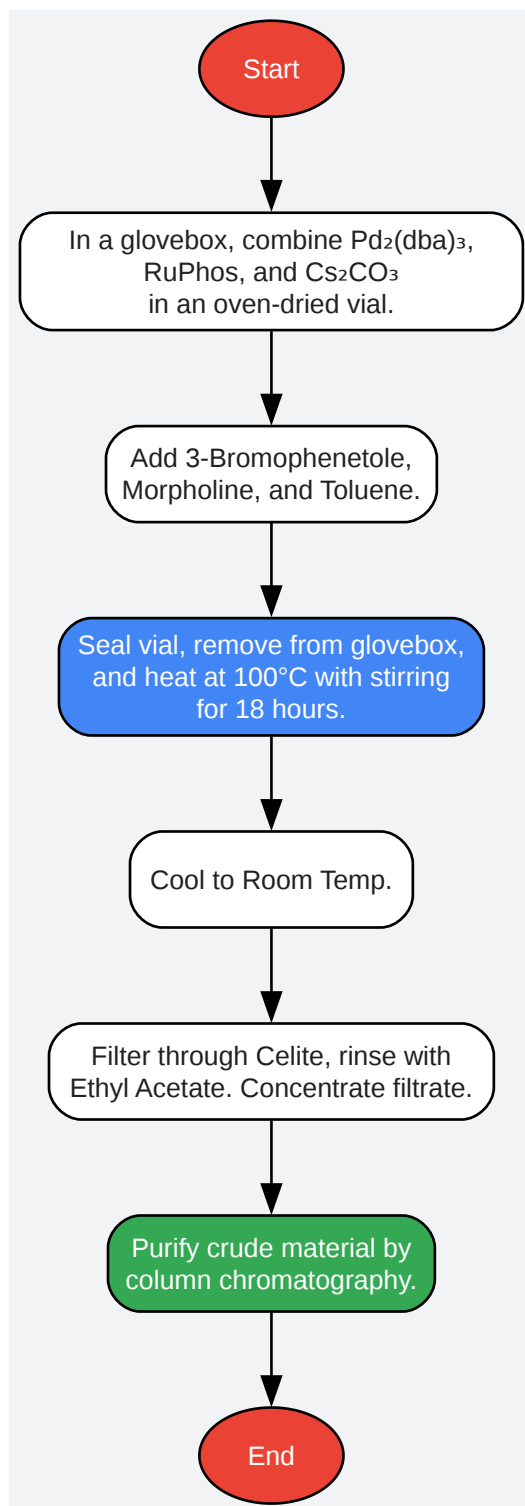 Start
In a glovebox, combine Pd₂(dba)₃,
RuPhos, and Cs₂CO₃
in an oven-dried vial.
Add 3-Bromophenetole,
Morpholine, and Toluene.
Seal vial, remove from glovebox,
and heat at 100°C with stirring
for 18 hours.
Cool to Room Temp.
Filter through Celite, rinse with
Ethyl Acetate. Concentrate filtrate.
Purify crude material by
column chromatography.
End